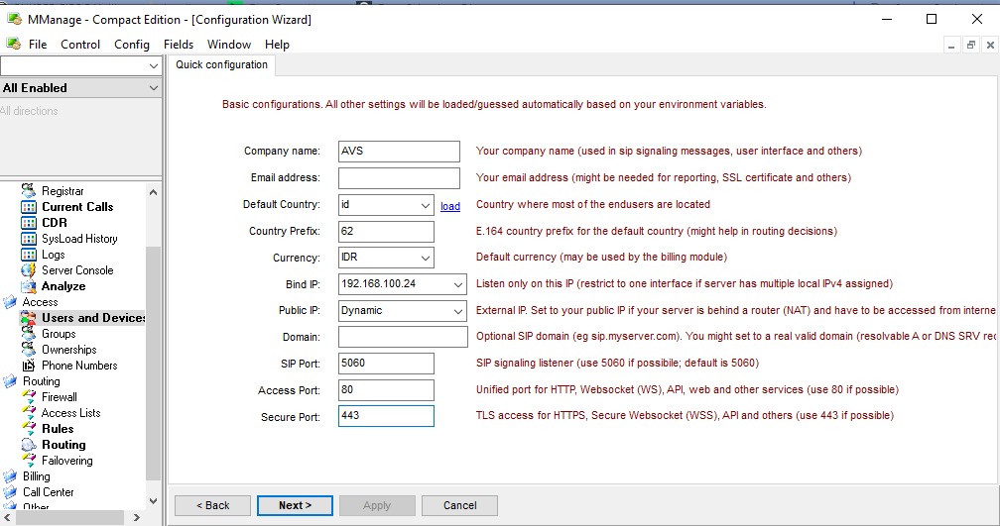 MManage - Compact Edition - [Configuration Wizard]
File Control Config Fields Window Help
Quick configuration
All Enabled
All directions
Registrar
Current Calls
CDR
SysLoad History
Logs
Server Console
Analyze
Access
Users and Devices
Groups
Ownerships
Phone Numbers
Routing
Firewall
Access Lists
Rules
Routing
Failovering
Billing
Call Center
Other
Basic configurations. All other settings will be loaded/guessed automatically based on your environment variables.
Company name: AVS Your company name (used in sip signaling messages, user interface and others)
Email address: Your email address (might be needed for reporting, SSL certificate and others)
Default Country: id load Country where most of the endusers are located
Country Prefix: 62 E.164 country prefix for the default country (might help in routing decisions)
Currency: IDR Default currency (may be used by the billing module)
Bind IP: 192.168.100.24 Listen only on this IP (restrict to one interface if server has multiple local IPv4 assigned)
Public IP: Dynamic External IP. Set to your public IP if your server is behind a router (NAT) and have to be accessed from interne
Domain: Optional SIP domain (eg sip.myserver.com). You might set to a real valid domain (resolvable A or DNS SRV rec
SIP Port: 5060 SIP signaling listener (use 5060 if possible; default is 5060)
Access Port: 80 Unified port for HTTP, Websocket (WS), API, web and other services (use 80 if possible)
Secure Port: 443 TLS access for HTTPS, Secure Websocket (WSS), API and others (use 443 if possible)
< Back Next > Apply Cancel